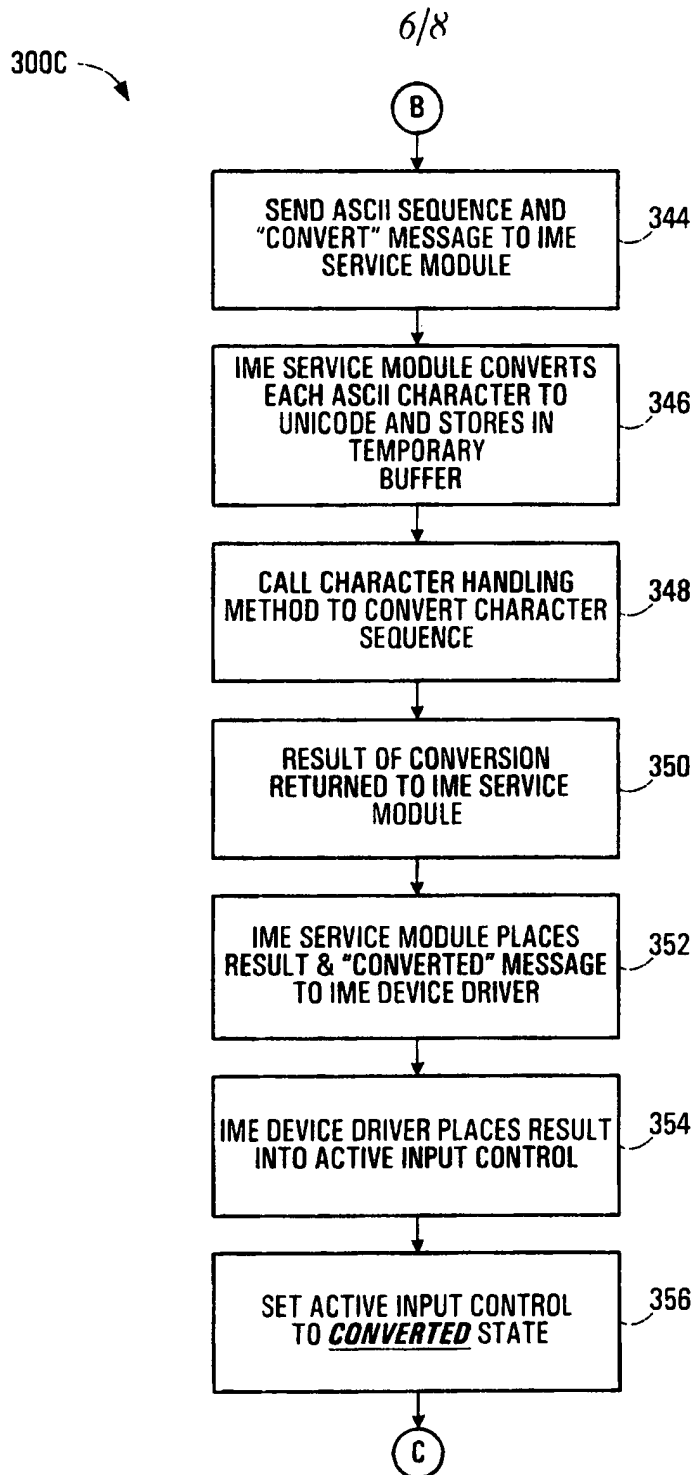 6/8
300C
B
SEND ASCII SEQUENCE AND
"CONVERT" MESSAGE TO IME
SERVICE MODULE
344
IME SERVICE MODULE CONVERTS
EACH ASCII CHARACTER TO
UNICODE AND STORES IN
TEMPORARY
BUFFER
346
CALL CHARACTER HANDLING
METHOD TO CONVERT CHARACTER
SEQUENCE
348
RESULT OF CONVERSION
RETURNED TO IME SERVICE
MODULE
350
IME SERVICE MODULE PLACES
RESULT & "CONVERTED" MESSAGE
TO IME DEVICE DRIVER
352
IME DEVICE DRIVER PLACES RESULT
INTO ACTIVE INPUT CONTROL
354
SET ACTIVE INPUT CONTROL
TO CONVERTED STATE
356
C